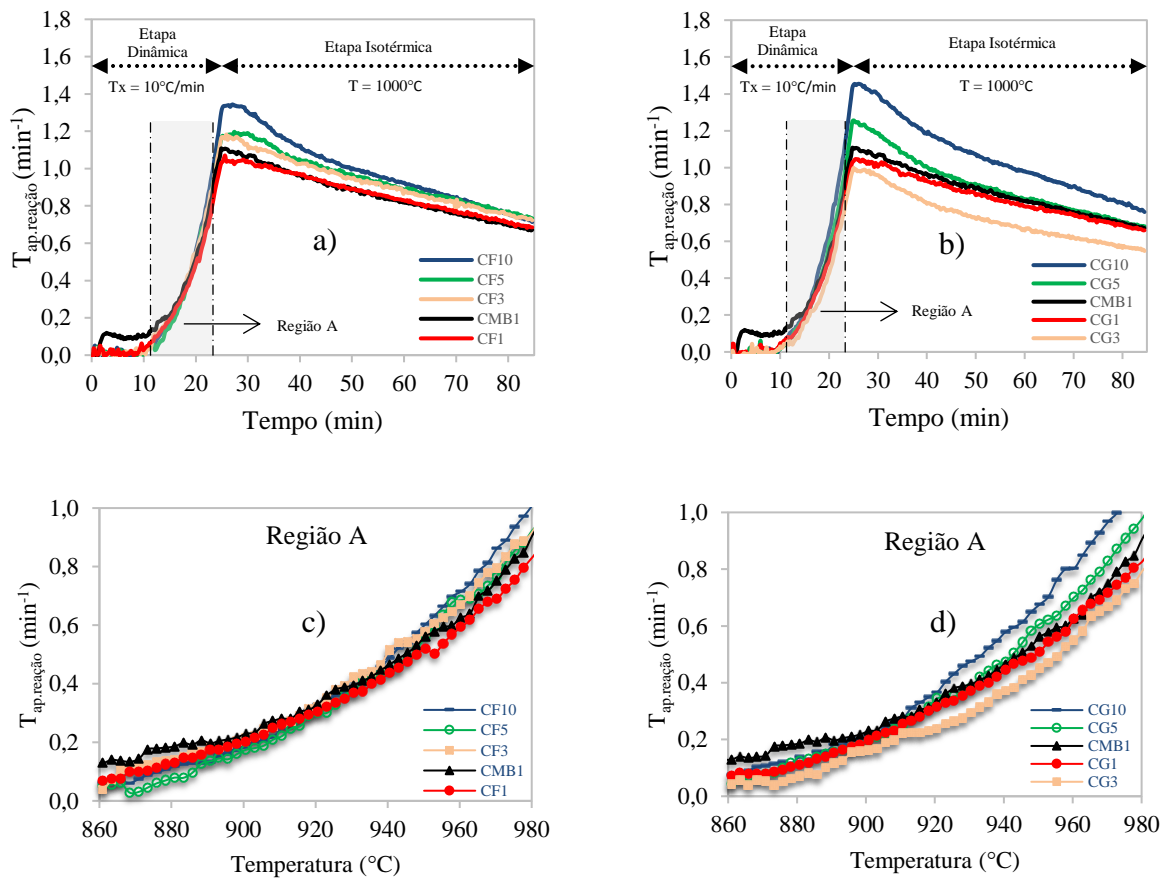 1,8
1,6
1,4
1,2
1,0
0,8
0,6
0,4
0,2
0,0
T_ap.reação (min⁻¹)
Etapa
Dinâmica
Etapa Isotérmica
Tx = 10°C/min
T = 1000°C
a)
CF10
CF5
CF3
CMB1
CF1
Região A
0 10 20 30 40 50 60 70 80
Tempo (min)
1,8
1,6
1,4
1,2
1,0
0,8
0,6
0,4
0,2
0,0
T_ap.reação (min⁻¹)
Etapa
Dinâmica
Etapa Isotérmica
Tx = 10°C/min
T = 1000°C
b)
CG10
CG5
CMB1
CG1
CG3
Região A
0 10 20 30 40 50 60 70 80
Tempo (min)
1,0
0,8
0,6
0,4
0,2
0,0
T_ap.reação (min⁻¹)
Região A
c)
CF10
CF5
CF3
CMB1
CF1
860 880 900 920 940 960 980
Temperatura (°C)
1,0
0,8
0,6
0,4
0,2
0,0
T_ap.reação (min⁻¹)
Região A
d)
CG10
CG5
CMB1
CG1
CG3
860 880 900 920 940 960 980
Temperatura (°C)